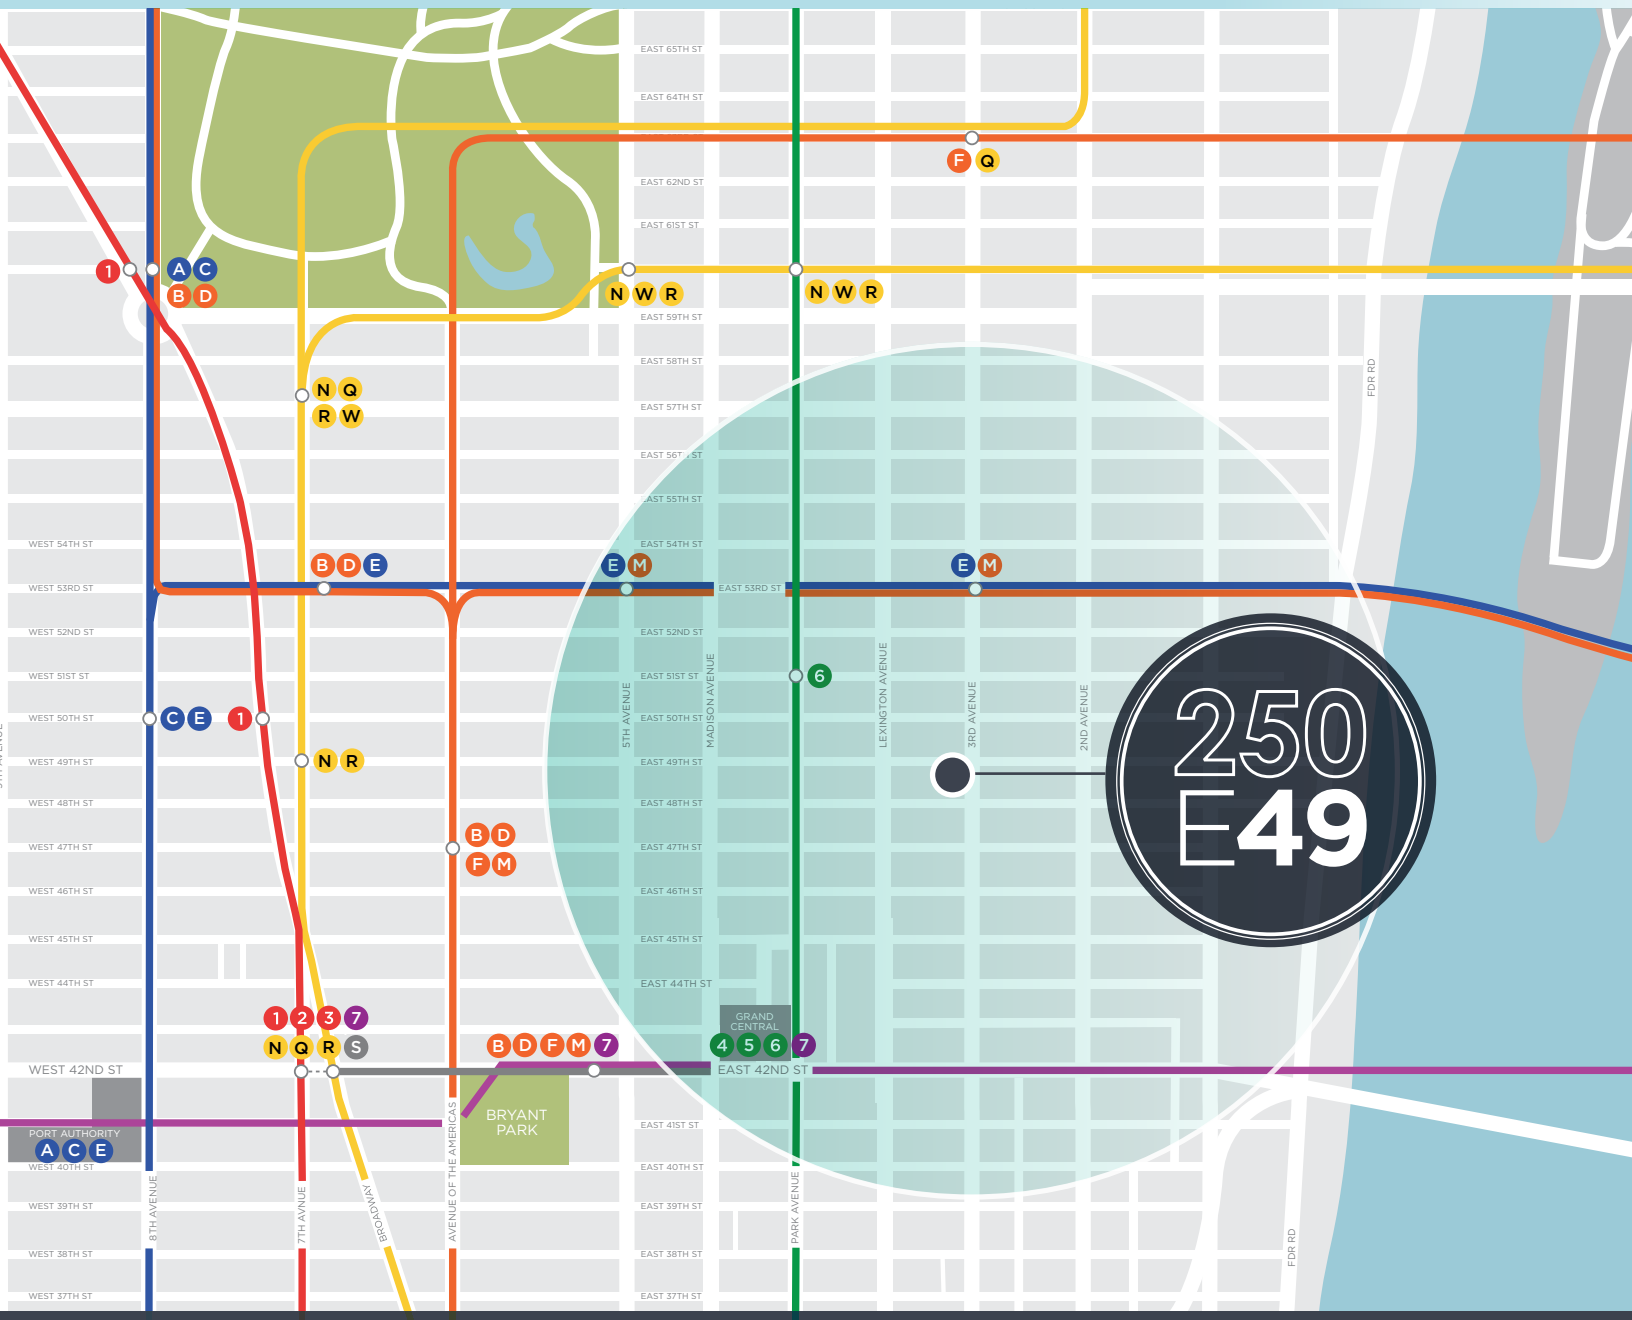 EAST 65TH ST
EAST 64TH ST
F Q
EAST 62ND ST
EAST 61ST ST
1
A C
B D
N W R
N W R
EAST 59TH ST
EAST 58TH ST
FDR RD
N Q
R W
EAST 57TH ST
EAST 56TH ST
EAST 55TH ST
WEST 54TH ST
EAST 54TH ST
B D E
E M
E M
WEST 53RD ST
EAST 53RD ST
WEST 52ND ST
EAST 52ND ST
WEST 51ST ST
EAST 51ST ST
6
5TH AVENUE
MADISON AVENUE
LEXINGTON AVENUE
3RD AVENUE
2ND AVENUE
WEST 50TH ST
C E
1
EAST 50TH ST
250
E49
WEST 49TH ST
N R
EAST 49TH ST
WEST 48TH ST
EAST 48TH ST
WEST 47TH ST
B D
F M
EAST 47TH ST
WEST 46TH ST
EAST 46TH ST
WEST 45TH ST
EAST 45TH ST
WEST 44TH ST
EAST 44TH ST
1 2 3 7
N Q R S
B D F M 7
GRAND
CENTRAL
4 5 6 7
WEST 42ND ST
EAST 42ND ST
BRYANT
PARK
PORT AUTHORITY
A C E
EAST 41ST ST
WEST 40TH ST
EAST 40TH ST
8TH AVENUE
7TH AVNUE
BROADWAY
AVENUE OF THE AMERICAS
PARK AVENUE
WEST 39TH ST
EAST 39TH ST
FDR RD
WEST 38TH ST
EAST 38TH ST
WEST 37TH ST
EAST 37TH ST